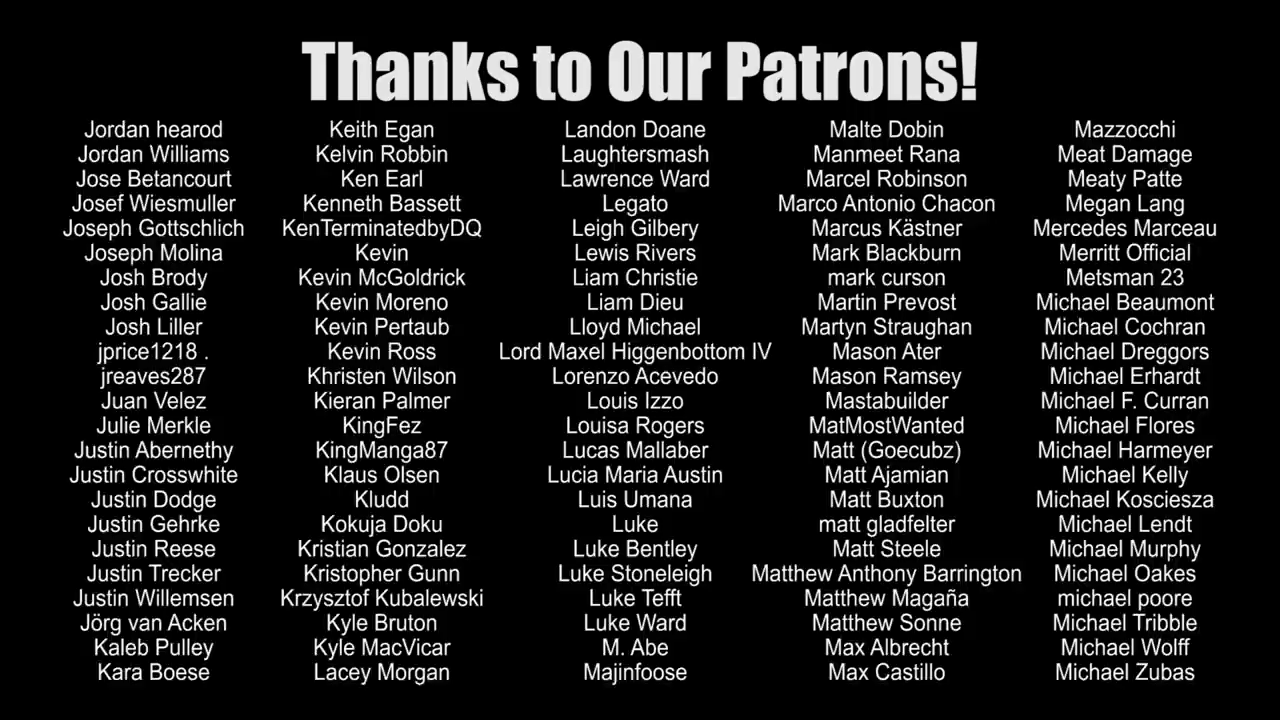 Thanks to Our Patrons!
Jordan hearod
Jordan Williams
Jose Betancourt
Josef Wiesmuller
Joseph Gottschlich
Joseph Molina
Josh Brody
Josh Gallie
Josh Liller
jprice1218 .
jreaves287
Juan Velez
Julie Merkle
Justin Abernethy
Justin Crosswhite
Justin Dodge
Justin Gehrke
Justin Reese
Justin Trecker
Justin Willemsen
Jörg van Acken
Kaleb Pulley
Kara Boese
Keith Egan
Kelvin Robbin
Ken Earl
Kenneth Bassett
KenTerminatedbyDQ
Kevin
Kevin McGoldrick
Kevin Moreno
Kevin Pertaub
Kevin Ross
Khristen Wilson
Kieran Palmer
KingFez
KingManga87
Klaus Olsen
Kludd
Kokuja Doku
Kristian Gonzalez
Kristopher Gunn
Krzysztof Kubalewski
Kyle Bruton
Kyle MacVicar
Lacey Morgan
Landon Doane
Laughtersmash
Lawrence Ward
Legato
Leigh Gilbery
Lewis Rivers
Liam Christie
Liam Dieu
Lloyd Michael
Lord Maxel Higgenbottom IV
Lorenzo Acevedo
Louis Izzo
Louisa Rogers
Lucas Mallaber
Lucia Maria Austin
Luis Umana
Luke
Luke Bentley
Luke Stoneleigh
Luke Tefft
Luke Ward
M. Abe
Majinfoose
Malte Dobin
Manmeet Rana
Marcel Robinson
Marco Antonio Chacon
Marcus Kästner
Mark Blackburn
mark curson
Martin Prevost
Martyn Straughan
Mason Ater
Mason Ramsey
Mastabuilder
MatMostWanted
Matt (Goecubz)
Matt Ajamian
Matt Buxton
matt gladfelter
Matt Steele
Matthew Anthony Barrington
Matthew Magaña
Matthew Sonne
Max Albrecht
Max Castillo
Mazzocchi
Meat Damage
Meaty Patte
Megan Lang
Mercedes Marceau
Merritt Official
Metsman 23
Michael Beaumont
Michael Cochran
Michael Dreggors
Michael Erhardt
Michael F. Curran
Michael Flores
Michael Harmeyer
Michael Kelly
Michael Kosciesza
Michael Lendt
Michael Murphy
Michael Oakes
michael poore
Michael Tribble
Michael Wolff
Michael Zubas